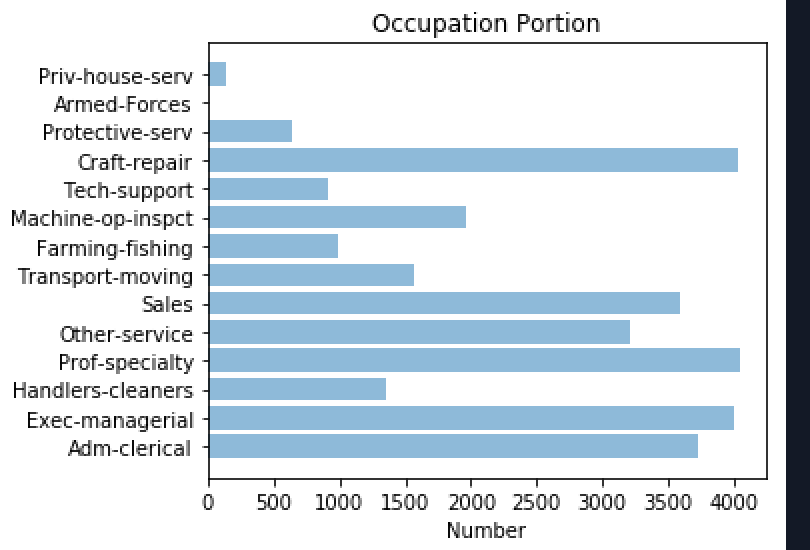 Occupation Portion
Priv-house-serv
Armed-Forces
Protective-serv
Craft-repair
Tech-support
Machine-op-inspct
Farming-fishing
Transport-moving
Sales
Other-service
Prof-specialty
Handlers-cleaners
Exec-managerial
Adm-clerical
0 500 1000 1500 2000 2500 3000 3500 4000
Number